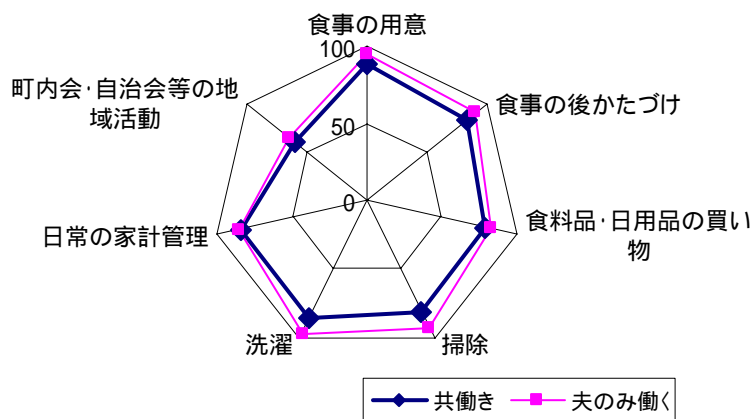 食事の用意
100
町内会･自治会等の地
域活動
食事の後かたづけ
50
0
日常の家計管理
食料品･日用品の買い
物
洗濯
掃除
共働き
夫のみ働く